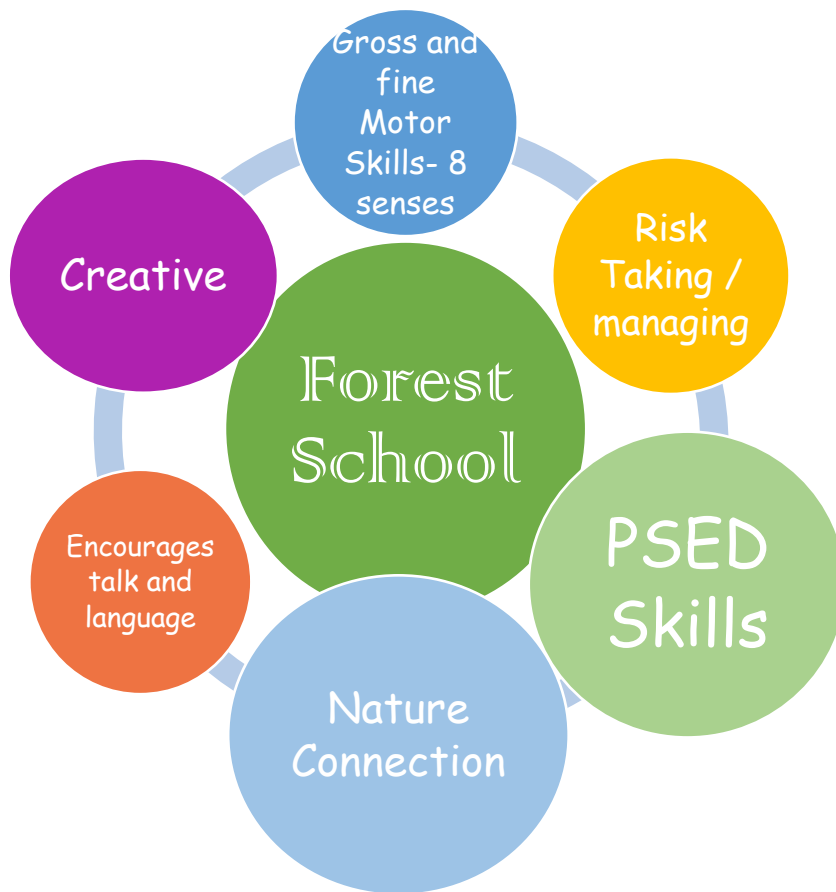 Gross and
fine
Motor
Skills- 8
senses
Risk
Taking /
managing
PSED
Skills
Nature
Connection
Encourages
talk and
language
Creative
Forest
School